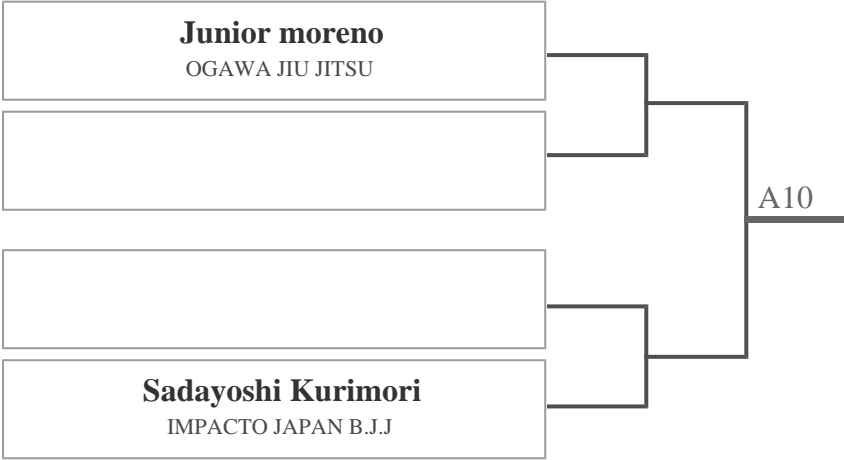 Junior moreno
OGAWA JIU JITSU
A10
Sadayoshi Kurimori
IMPACTO JAPAN B.J.J